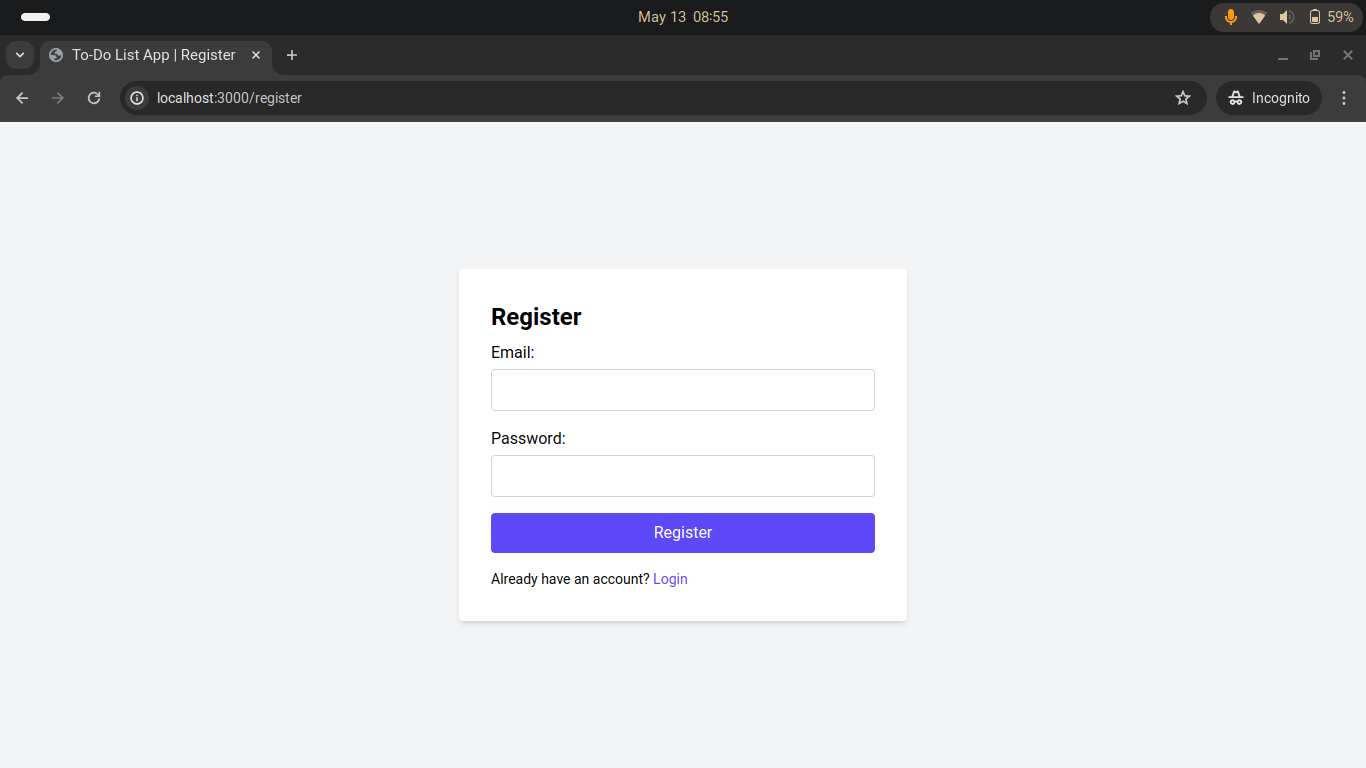 May 13 08:55
59%
To-Do List App | Register
localhost:3000/register
Incognito
Register
Email:
Password:
Register
Already have an account? Login